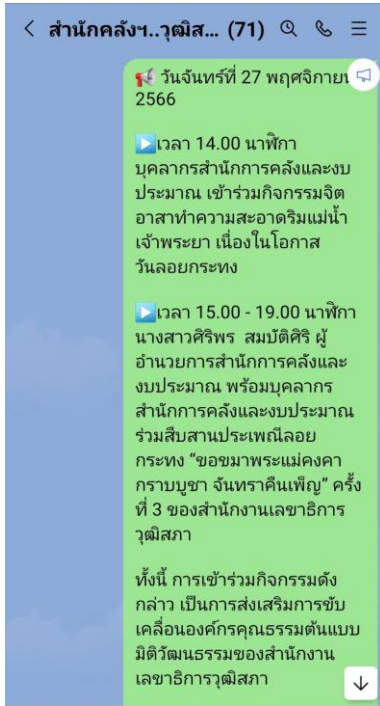 สำนักคลังฯ..วุฒิส... (71)
วันจันทร์ที่ 27
2566
เวลา 14.00 นาฬิกา
บุคลากรสำนักการคลังและงบ
ประมาณ เข้าร่วมกิจกรรมจิต
อาสาทำความสะอาดริมแม่น้ำ
เจ้าพระยา เนื่องในโอกาส
วันลอยกระทง
เวลา 15.00 - 19.00 นาฬิกา
นางสาวศิริพร สมบัติศิริ ผู้
อำนวยการสำนักการคลังและ
งบประมาณ พร้อมบุคลากร
สำนักการคลังและงบประมาณ
ร่วมสืบสานประเพณีลอย
กระทง “ขอขมาพระแม่คงคา
กราบบูชา จันทราคืนเพ็ญ” ครั้ง
ที่ 3 ของสำนักงานเลขาธิการ
วุฒิสภา
ทั้งนี้ การเข้าร่วมกิจกรรมดัง
กล่าว เป็นการส่งเสริมการขับ
เคลื่อนองค์กรคุณธรรมต้นแบบ
มิติวัฒนธรรมของสำนักงาน
เลขาธิการวุฒิสภา